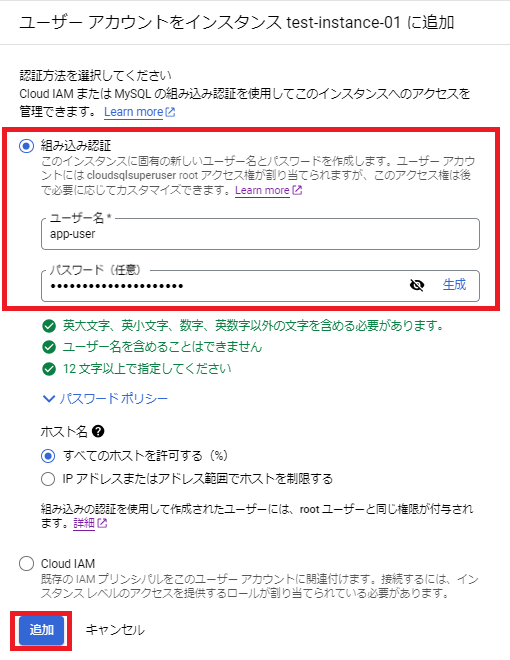 ユーザー アカウントをインスタンス test-instance-01 に追加
認証方法を選択してください
Cloud IAM または MySQL の組み込み認証を使用してこのインスタンスへのアクセスを
管理できます。 Learn more
組み込み認証
このインスタンスに固有の新しいユーザー名とパスワードを作成します。ユーザー アカウ
ントには cloudsqlsuperuser root アクセス権が割り当てられますが、このアクセス権は後
で必要に応じてカスタマイズできます。Learn more
ユーザー名 *
app-user
パスワード（任意）
•••••••••••••••••••••
生成
英大文字、英小文字、数字、英数字以外の文字を含める必要があります。
ユーザー名を含めることはできません
12 文字以上で指定してください
パスワード ポリシー
ホスト名
すべてのホストを許可する（%）
IP アドレスまたはアドレス範囲でホストを制限する
組み込みの認証を使用して作成されたユーザーには、root ユーザーと同じ権限が付与され
ます。詳細
Cloud IAM
既存の IAM プリンシパルをこのユーザー アカウントに関連付けます。接続するには、イン
スタンス レベルのアクセスを提供するロールが割り当てられている必要があります。
追加 キャンセル